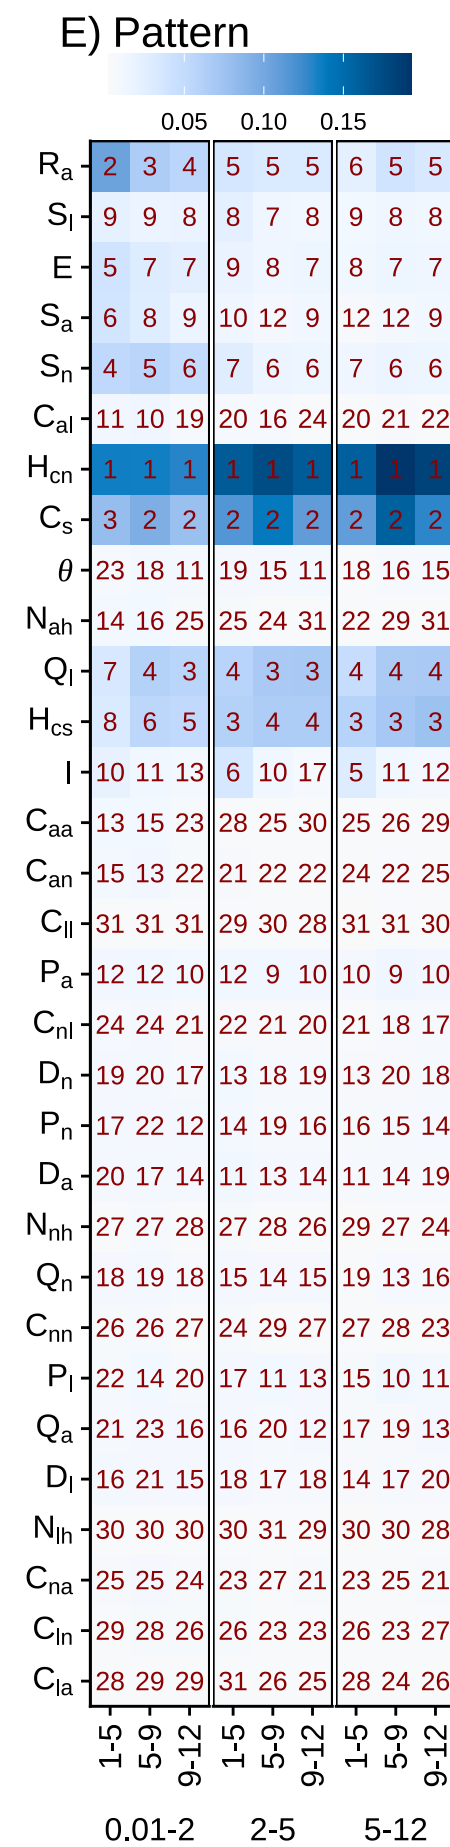 E) Pattern
0.05 0.10 0.15
Ra 2 3 4 5 5 5 6 5 5
Sl 9 9 8 8 7 8 9 8 8
E 5 7 7 9 8 7 8 7 7
Sa 6 8 9 10 12 9 12 12 9
Sn 4 5 6 7 6 6 7 6 6
Cal 11 10 19 20 16 24 20 21 22
Hcn 1 1 1 1 1 1 1 1 1
Cs 3 2 2 2 2 2 2 2 2
θ 23 18 11 19 15 11 18 16 15
Nah 14 16 25 25 24 31 22 29 31
Ql 7 4 3 4 3 3 4 4 4
Hcs 8 6 5 3 4 4 3 3 3
I 10 11 13 6 10 17 5 11 12
Caa 13 15 23 28 25 30 25 26 29
Can 15 13 22 21 22 22 24 22 25
Cll 31 31 31 29 30 28 31 31 30
Pa 12 12 10 12 9 10 10 9 10
Cnl 24 24 21 22 21 20 21 18 17
Dn 19 20 17 13 18 19 13 20 18
Pn 17 22 12 14 19 16 16 15 14
Da 20 17 14 11 13 14 11 14 19
Nnh 27 27 28 27 28 26 29 27 24
Qn 18 19 18 15 14 15 19 13 16
Cnn 26 26 27 24 29 27 27 28 23
Pl 22 14 20 17 11 13 15 10 11
Qa 21 23 16 16 20 12 17 19 13
Dl 16 21 15 18 17 18 14 17 20
Nlh 30 30 30 30 31 29 30 30 28
Cna 25 25 24 23 27 21 23 25 21
Cln 29 28 26 26 23 23 26 23 27
Cla 28 29 29 31 26 25 28 24 26
1-5 5-9 9-12 1-5 5-9 9-12 1-5 5-9 9-12
0.01-2 2-5 5-12